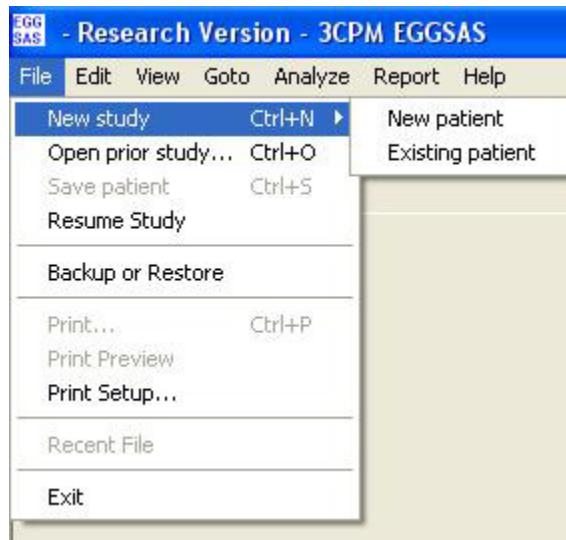 EGG
SAS
- Research Version - 3CPM EGGSAS
File Edit View Goto Analyze Report Help
New study Ctrl+N New patient
Open prior study... Ctrl+O Existing patient
Save patient Ctrl+S
Resume Study
Backup or Restore
Print... Ctrl+P
Print Preview
Print Setup...
Recent File
Exit